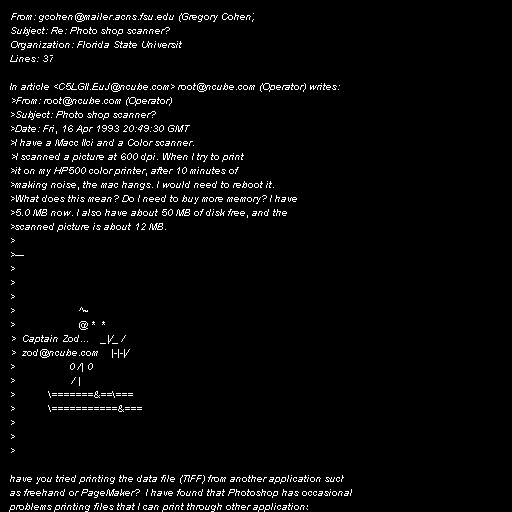 From: gcohen@mailer.acns.fsu.edu (Gregory Cohen)
Subject: Re: Photo shop scanner?
Organization: Florida State Universit
Lines: 37

In article <C5LGII.EuJ@ncube.com> root@ncube.com (Operator) writes:
>From: root@ncube.com (Operator)
>Subject: Photo shop scanner?
>Date: Fri, 16 Apr 1993 20:49:30 GMT
>I have a Macc IIci and a Color scanner.
>I scanned a picture at 600 dpi. When I try to print
>it on my HP500 color printer, after 10 minutes of
>making noise, the mac hangs. I would need to reboot it.
>What does this mean? Do I need to buy more memory? I have
>5.0 MB now. I also have about 50 MB of disk free, and the
>scanned picture is about 12 MB.
>
>---
>
>
>
>                     ^~
>                     @ *  *
>  Captain Zod...    _|/_ /
>  zod@ncube.com    |-|-|/
>                  0 /| 0
>                   / |
>           \=======&==\===
>           \===========&===
>
>
>

have you tried printing the data file (TIFF) from another application such
as freehand or PageMaker?  I have found that Photoshop has occasional
problems printing files that I can print through other applications